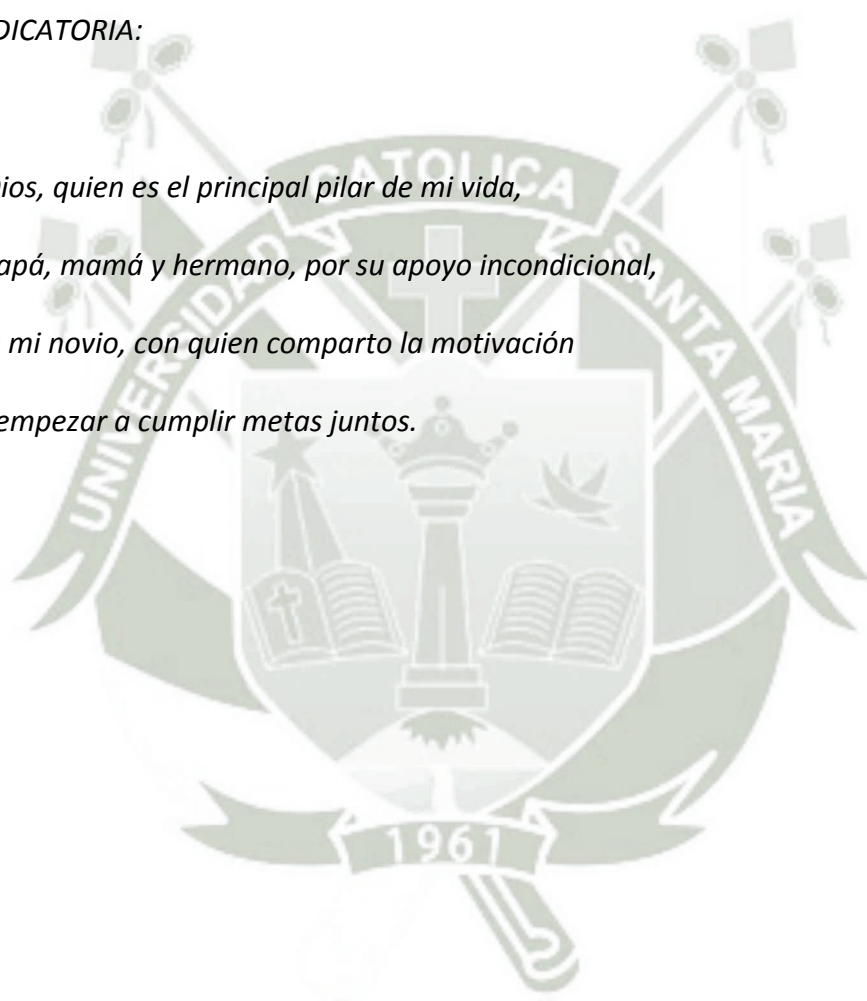 DICATORIA:
ios, quien es el principal pilar de mi vida,
apá, mamá y hermano, por su apoyo incondicional,
mi novio, con quien comparto la motivación
empezar a cumplir metas juntos.
UNIVERSIDAD CATOLICA SANTA MARIA
1961